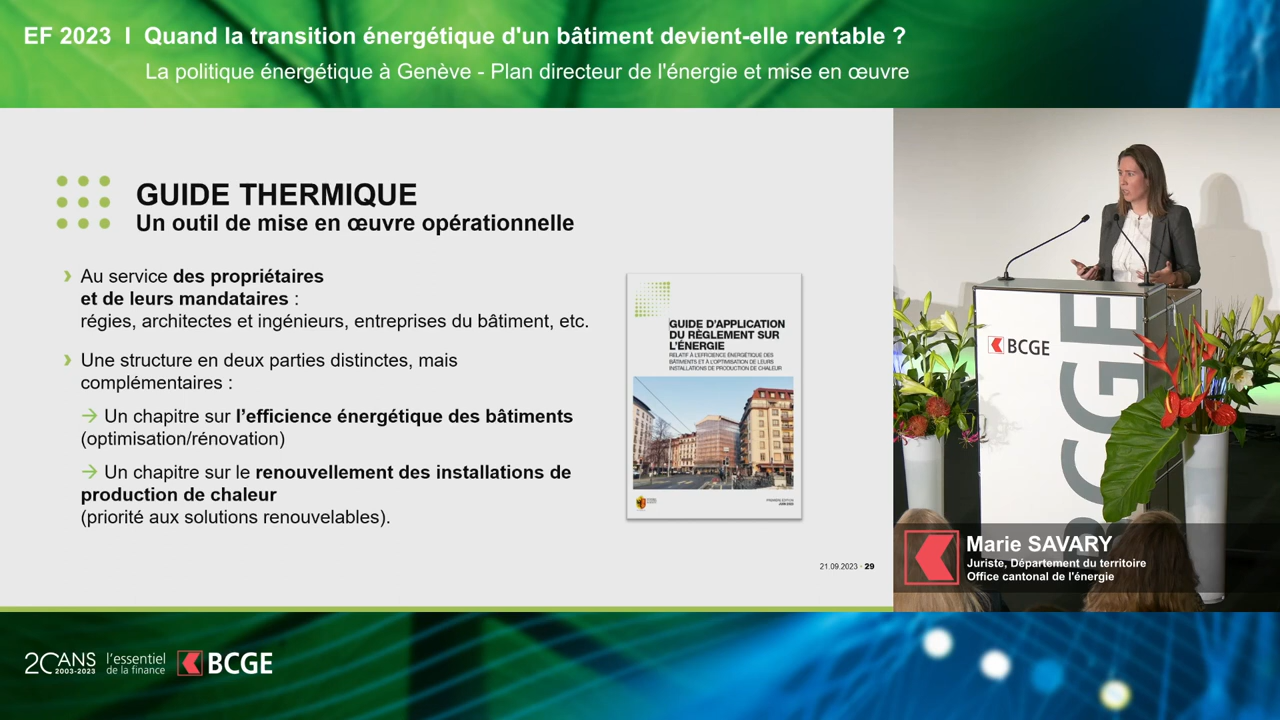 EF 2023 I Quand la transition énergétique d'un bâtiment devient-elle rentable ?
La politique énergétique à Genève - Plan directeur de l'énergie et mise en œuvre
GUIDE THERMIQUE
Un outil de mise en œuvre opérationnelle
› Au service des propriétaires
et de leurs mandataires :
régies, architectes et ingénieurs, entreprises du bâtiment, etc.
› Une structure en deux parties distinctes, mais
complémentaires :
→ Un chapitre sur l'efficience énergétique des bâtiments
(optimisation/rénovation)
→ Un chapitre sur le renouvellement des installations de
production de chaleur
(priorité aux solutions renouvelables).
GUIDE D'APPLICATION
DU RÈGLEMENT SUR
L'ÉNERGIE
RELATIF À L'EFFICIENCE ÉNERGÉTIQUE DES
BÂTIMENTS ET À L'OPTIMISATION DE LEURS
INSTALLATIONS DE PRODUCTION DE CHALEUR
21.09.2023 · 29
BCGE
BCGE
Marie SAVARY
Juriste, Département du territoire
Office cantonal de l'énergie
20 ANS
2003-2023
l'essentiel
de la finance
BCGE